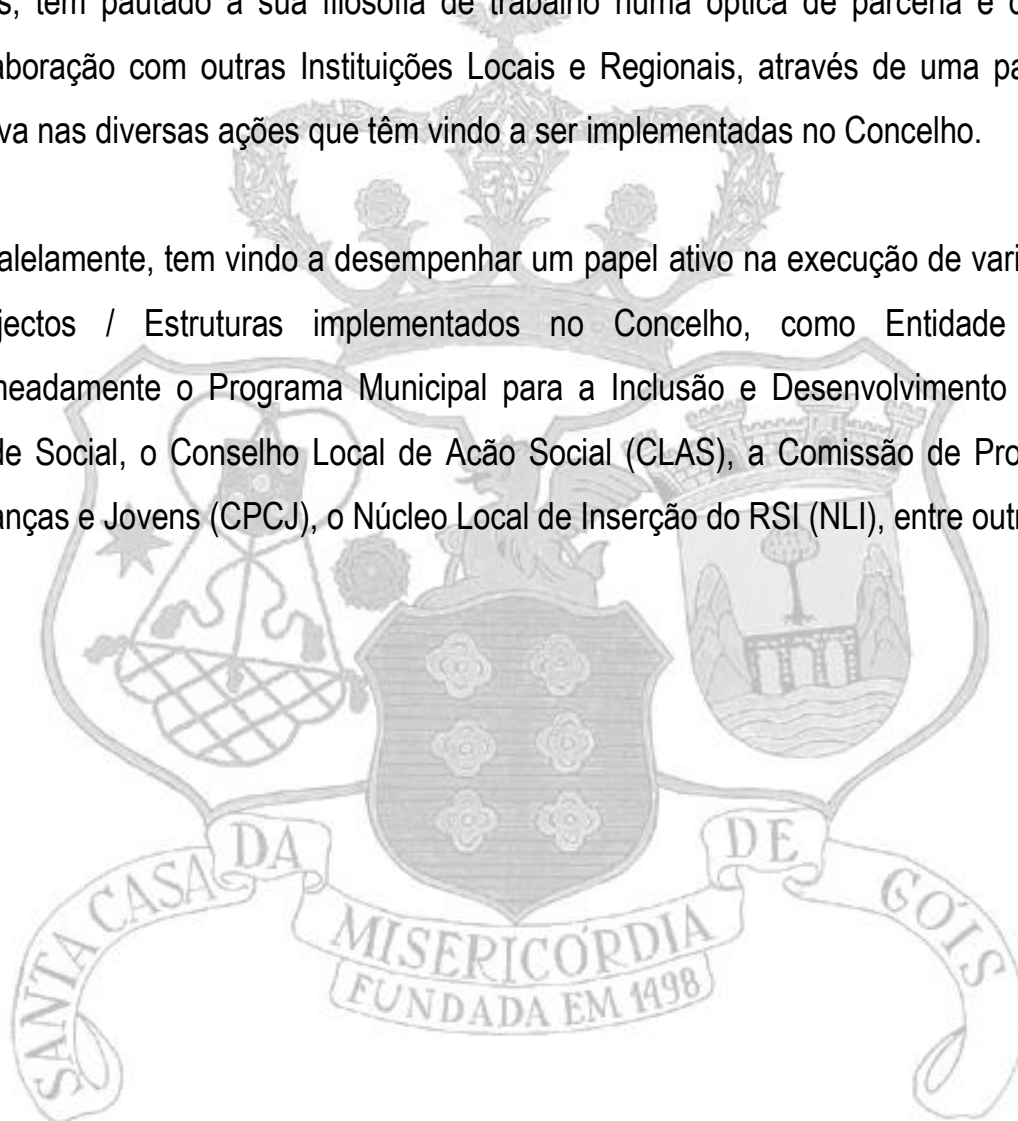 s, tem pautado a sua filosofia de trabalho numa óptica de parceria e
aboração com outras Instituições Locais e Regionais, através de uma pa
va nas diversas ações que têm vindo a ser implementadas no Concelho.
alelamente, tem vindo a desempenhar um papel ativo na execução de vari
jectos / Estruturas implementados no Concelho, como Entidade
neadamente o Programa Municipal para a Inclusão e Desenvolvimento
de Social, o Conselho Local de Acão Social (CLAS), a Comissão de Pro
anças e Jovens (CPCJ), o Núcleo Local de Inserção do RSI (NLI), entre outr
SANTA CASA DA MISERICÓRDIA DE GÓIS
FUNDADA EM 1498